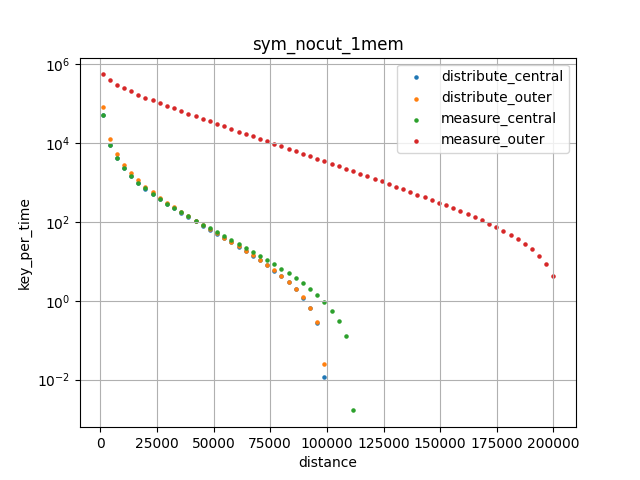 sym_nocut_1mem
distribute_central
distribute_outer
measure_central
measure_outer
key_per_time
10^6
10^4
10^2
10^0
10^−2
0
25000
50000
75000
100000
125000
150000
175000
200000
distance